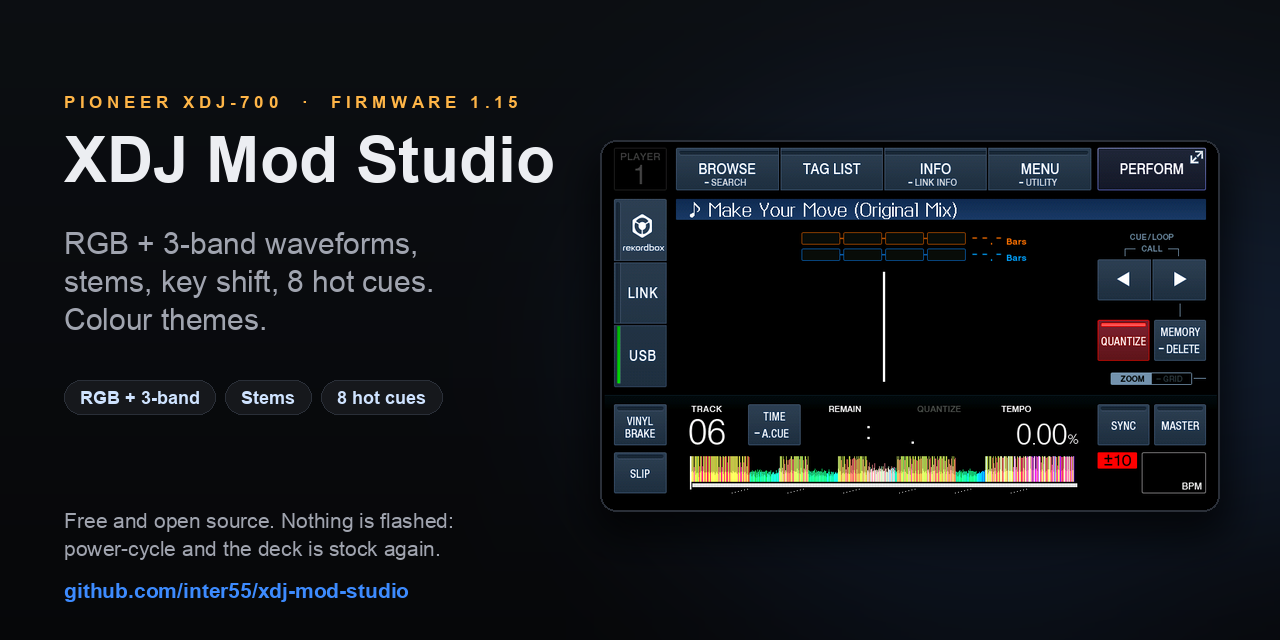 PIONEER XDJ-700 · FIRMWARE 1.15
XDJ Mod Studio
RGB + 3-band waveforms,
stems, key shift, 8 hot cues.
Colour themes.
RGB + 3-band
Stems
8 hot cues
Free and open source. Nothing is flashed:
power-cycle and the deck is stock again.
github.com/inter55/xdj-mod-studio
PLAYER
1
BROWSE
- SEARCH
TAG LIST
INFO
- LINK INFO
MENU
- UTILITY
PERFORM
♪ Make Your Move (Original Mix)
rekordbox
LINK
USB
--.- Bars
--.- Bars
CUE/LOOP
CALL
QUANTIZE
MEMORY
- DELETE
ZOOM - GRID
VINYL
BRAKE
TRACK
06
TIME
- A.CUE
REMAIN
: .
QUANTIZE
TEMPO
0.00%
SYNC
MASTER
SLIP
±10
BPM